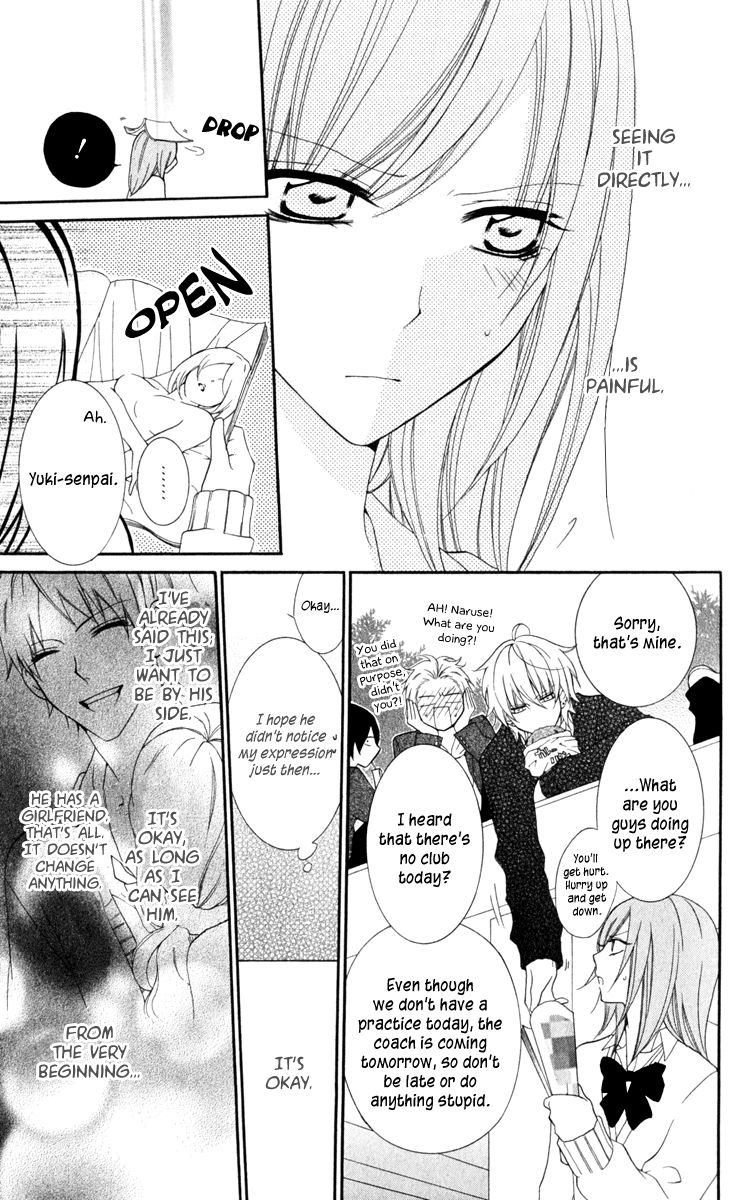 SEEING
IT
DIRECTLY...
...IS
PAINFUL.
DROP
!
OPEN
Ah.
Yuki-senpai.
........
Sorry,
that's mine.
AH! Naruse!
What are you
doing?!
You did
that on
purpose,
didn't
you?!
...What
are you
guys doing
up there?
You'll
get hurt.
Hurry up
and get
down.
I heard
that there's
no club
today?
Even though
we don't have a
practice today, the
coach is coming
tomorrow, so don't
be late or do
anything stupid.
Okay...
I hope he
didn't notice
my expression
just then...
IT'S
OKAY.
I'VE
ALREADY
SAID THIS,
I JUST
WANT TO
BE BY HIS
SIDE.
IT'S
OKAY,
AS LONG
AS I
CAN SEE
HIM.
HE HAS A
GIRLFRIEND,
THAT'S ALL.
IT DOESN'T
CHANGE
ANYTHING.
FROM
THE VERY
BEGINNING...